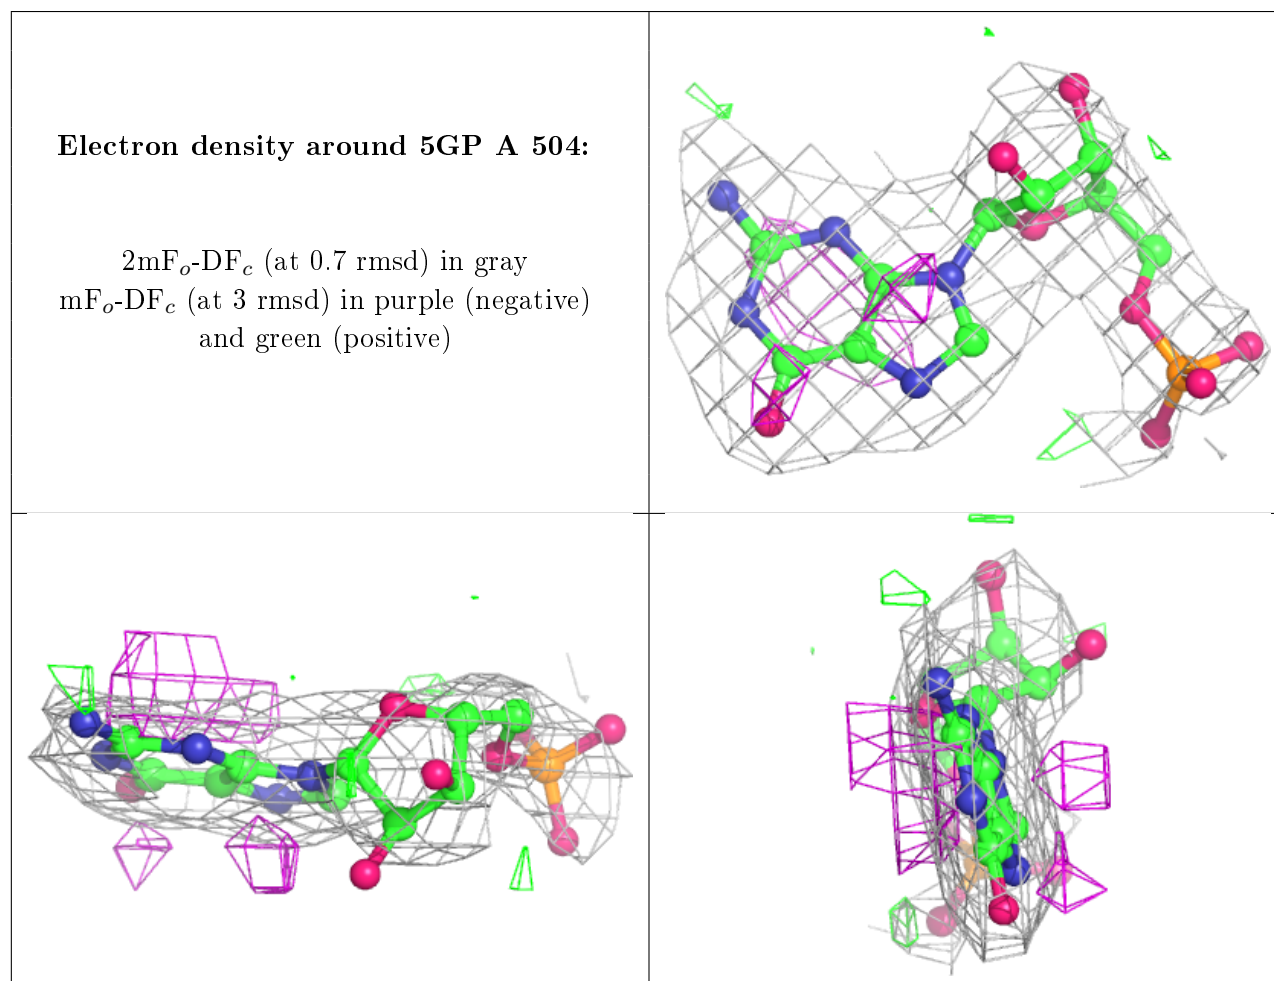 Electron density around 5GP A 504:
2mFo-DFc (at 0.7 rmsd) in gray
mFo-DFc (at 3 rmsd) in purple (negative)
and green (positive)